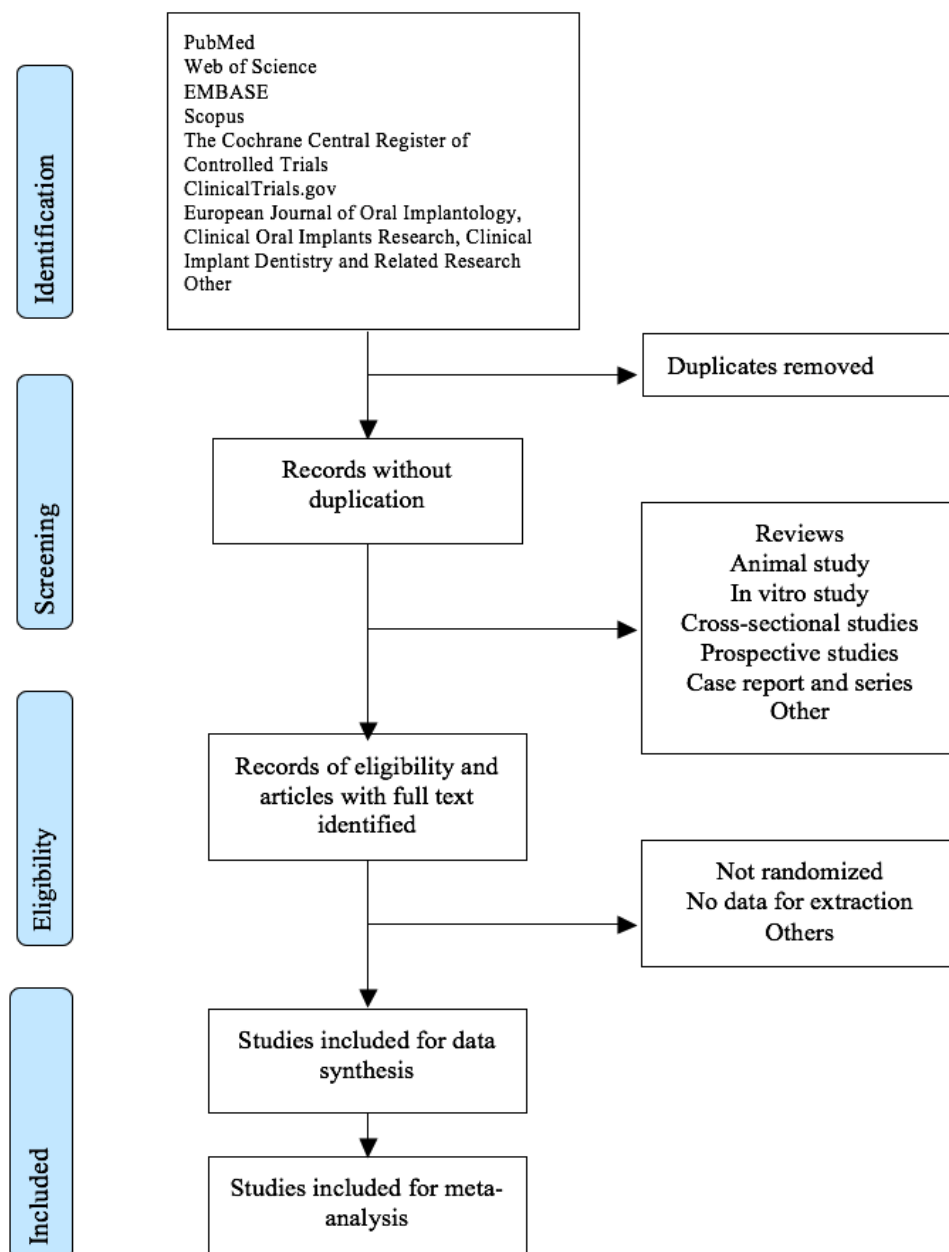 PubMed
Web of Science
EMBASE
Scopus
The Cochrane Central Register of
Controlled Trials
ClinicalTrials.gov
European Journal of Oral Implantology,
Clinical Oral Implants Research, Clinical
Implant Dentistry and Related Research
Other
Identification
Duplicates removed
Screening
Records without
duplication
Reviews
Animal study
In vitro study
Cross-sectional studies
Prospective studies
Case report and series
Other
Eligibility
Records of eligibility and
articles with full text
identified
Not randomized
No data for extraction
Others
Included
Studies included for data
synthesis
Studies included for meta-
analysis